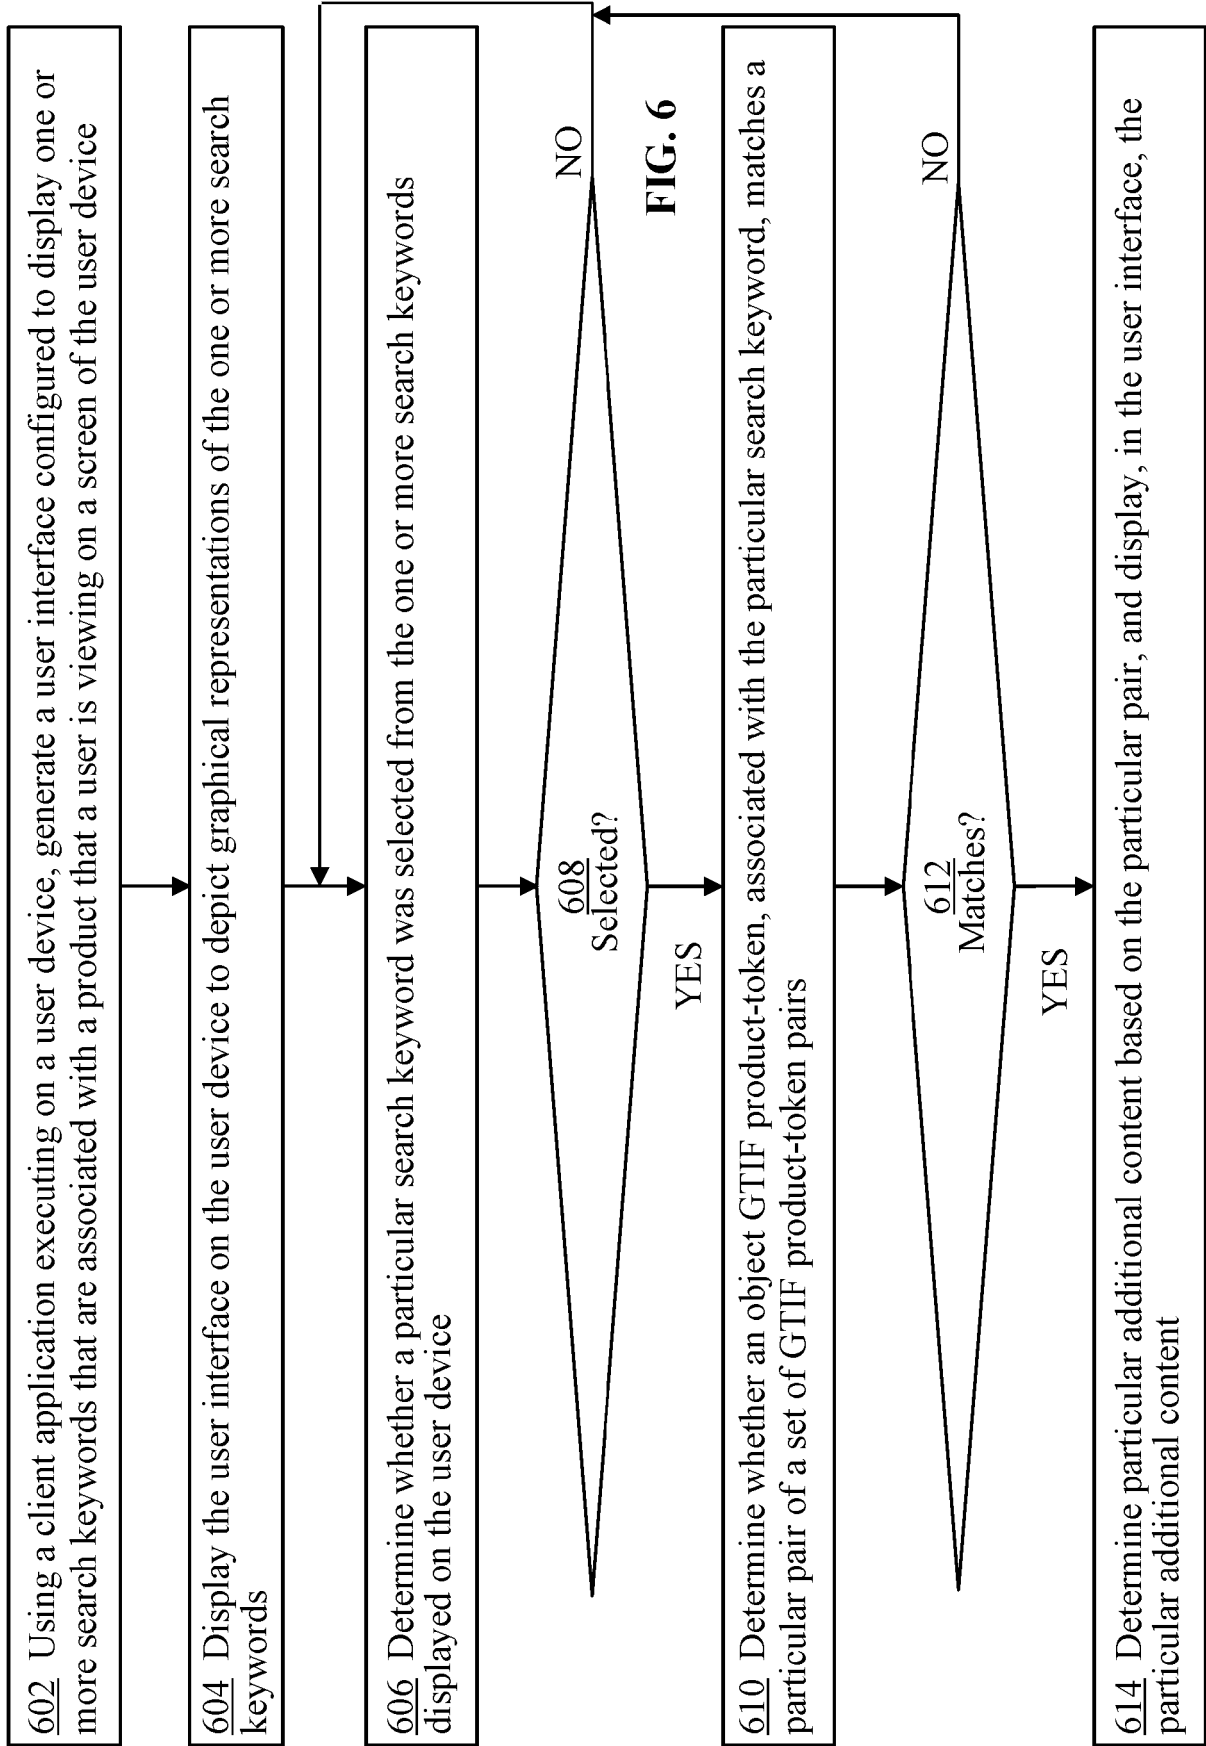 602 Using a client application executing on a user device, generate a user interface configured to display one or
more search keywords that are associated with a product that a user is viewing on a screen of the user device
604 Display the user interface on the user device to depict graphical representations of the one or more search
keywords
606 Determine whether a particular search keyword was selected from the one or more search keywords
displayed on the user device
608
Selected?
NO
YES
FIG. 6
610 Determine whether an object GTIF product-token, associated with the particular search keyword, matches a
particular pair of a set of GTIF product-token pairs
612
Matches?
NO
YES
614 Determine particular additional content based on the particular pair, and display, in the user interface, the
particular additional content